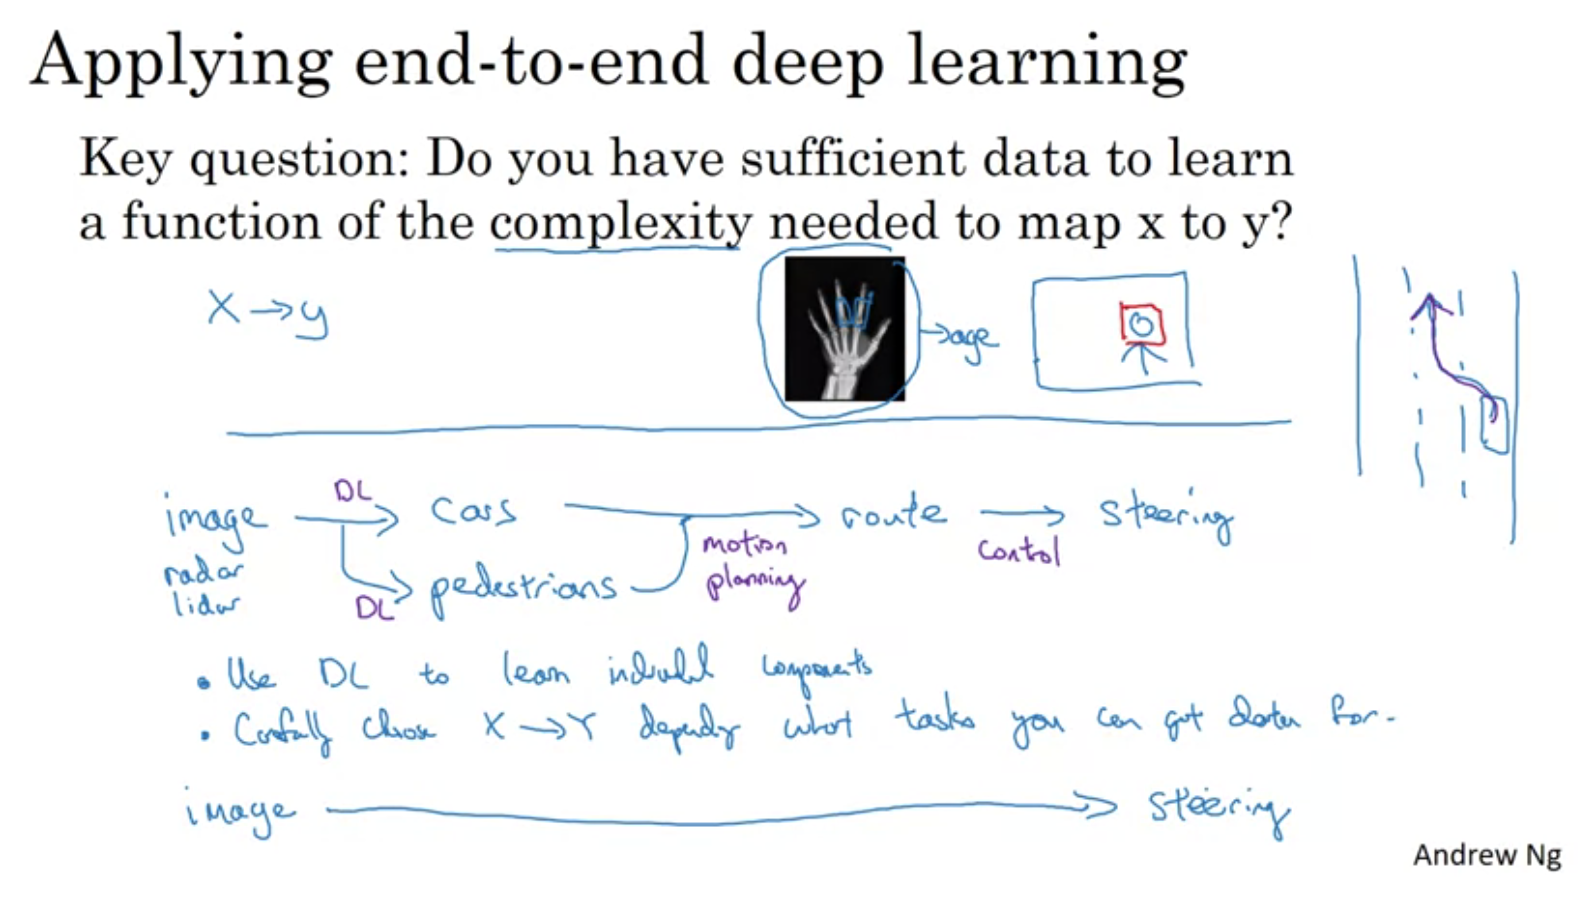 Applying end-to-end deep learning
Key question: Do you have sufficient data to learn
a function of the complexity needed to map x to y?
X → y
→ age
image DL → cars → route → steering
radar
lidar
DL → pedestrians motion planning control
• Use DL to learn individual components
• Carefully choose X → Y depending what tasks you can get data for.
image → steering
Andrew Ng